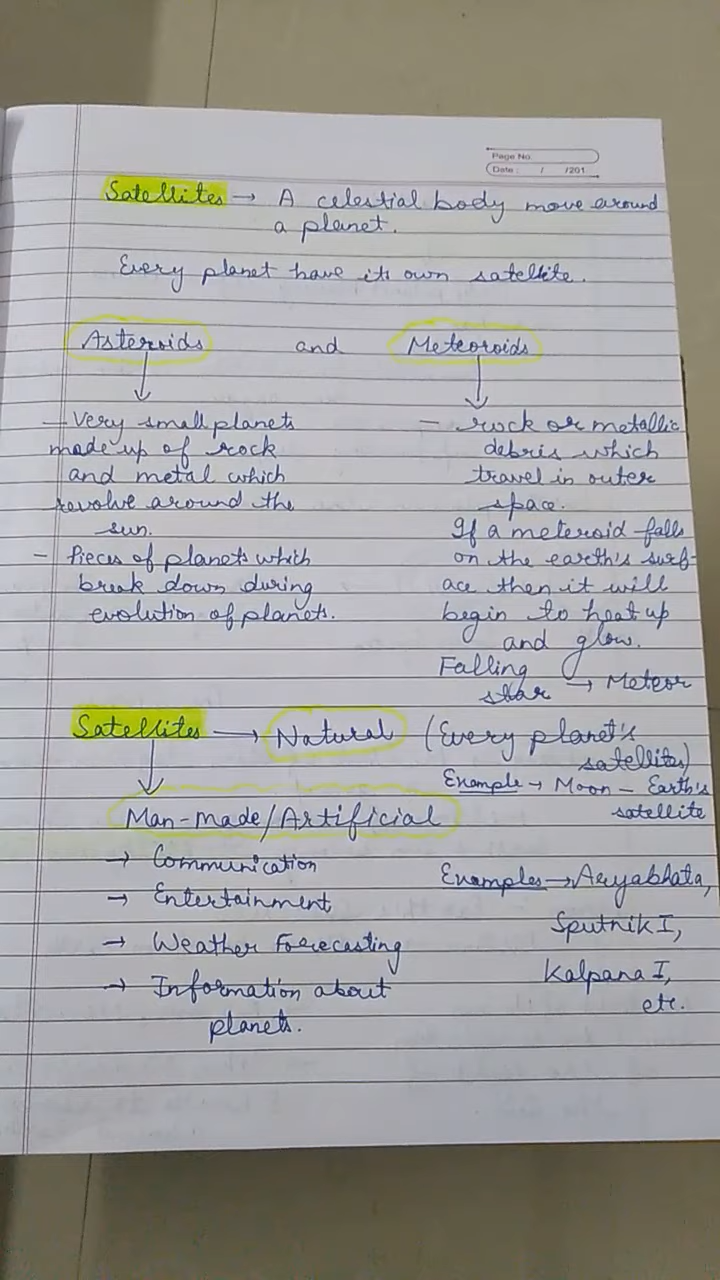 Page No.
Date : / /201
Satellites → A celestial body move around
a planet.
Every planet have its own satellite.
Asteroids and Meteoroids
- Very small planets
made up of rock
and metal which
revolve around the
sun.
- Pieces of planets which
break down during
evolution of planets.
- rock or metallic
debris which
travel in outer
space.
If a meteroid falls
on the earth's surf-
ace then it will
begin to heat up
and glow.
Falling
star → Meteor
Satellites → Natural (Every planet's
satellites)
Example → Moon - Earth's
satellite
Man-made/Artificial
→ Communication
→ Entertainment
→ Weather Forecasting
→ Information about
planets.
Examples → Aryabhata,
Sputnik I,
Kalpana I,
etc.